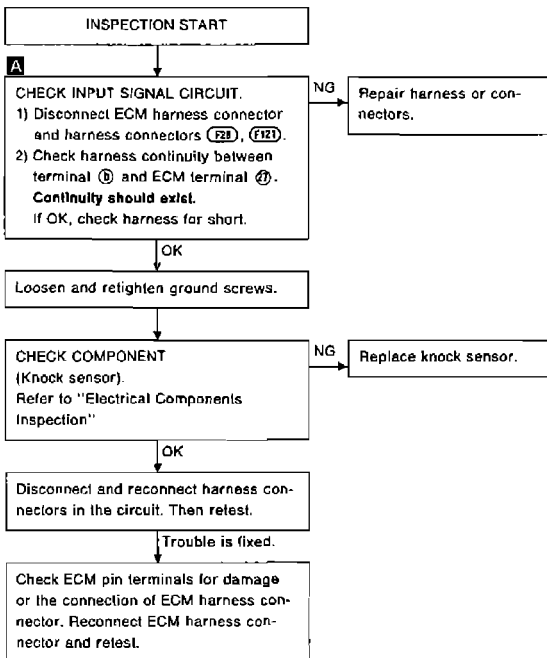 INSPECTION START
A
CHECK INPUT SIGNAL CIRCUIT.
1) Disconnect ECM harness connector
and harness connectors (F28), (F121).
2) Check harness continuity between
terminal ⓑ and ECM terminal ㉗.
Continuity should exist.
If OK, check harness for short.
NG
Repair harness or con-
nectors.
OK
Loosen and retighten ground screws.
CHECK COMPONENT
(Knock sensor).
Refer to "Electrical Components
Inspection"
NG
Replace knock sensor.
OK
Disconnect and reconnect harness con-
nectors in the circuit. Then retest.
Trouble is fixed.
Check ECM pin terminals for damage
or the connection of ECM harness con-
nector. Reconnect ECM harness con-
nector and retest.